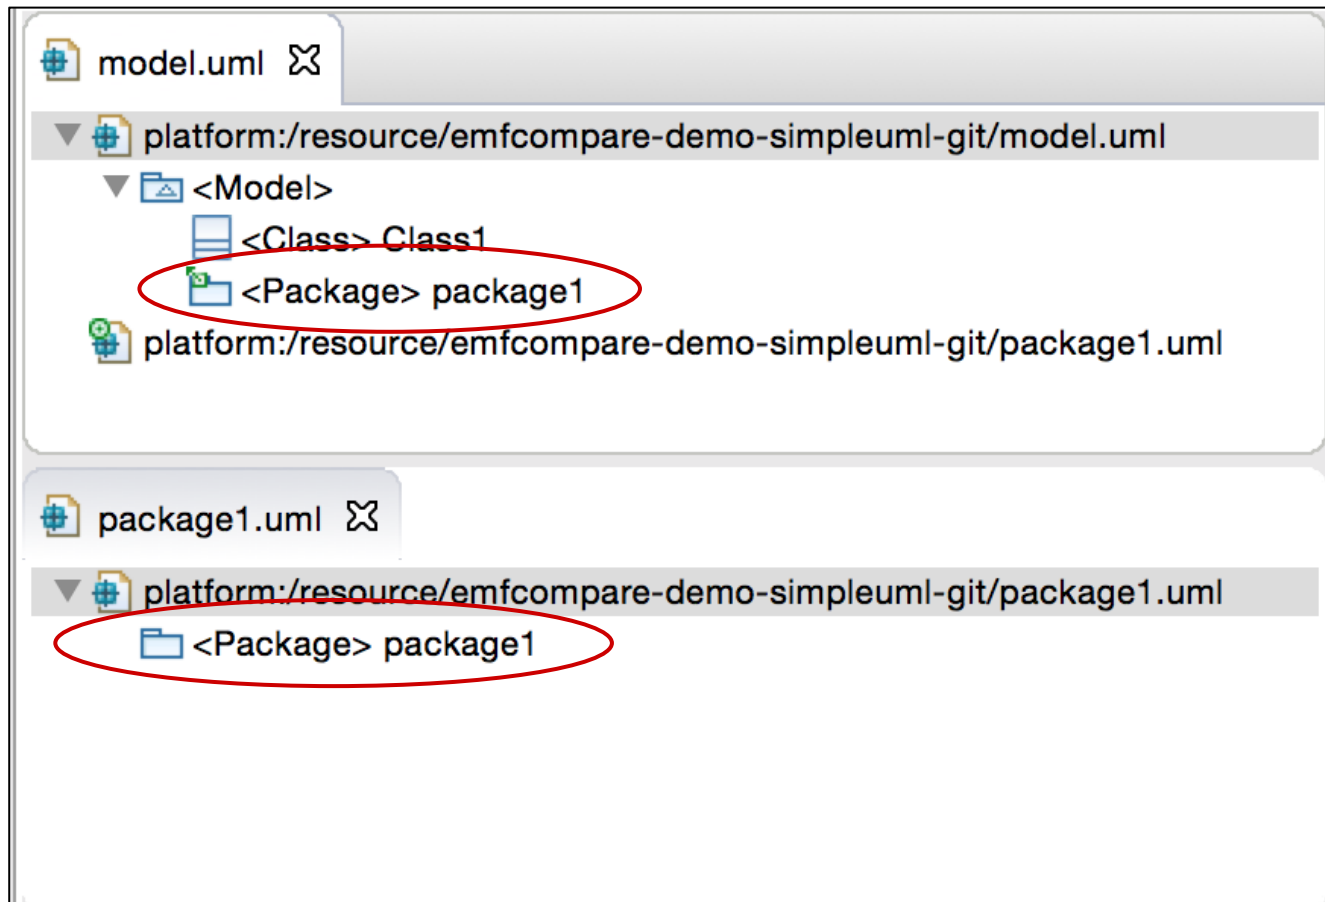 model.uml
platform:/resource/emfcompare-demo-simpleuml-git/model.uml
<Model>
<Class> Class1
<Package> package1
platform:/resource/emfcompare-demo-simpleuml-git/package1.uml
package1.uml
platform:/resource/emfcompare-demo-simpleuml-git/package1.uml
<Package> package1